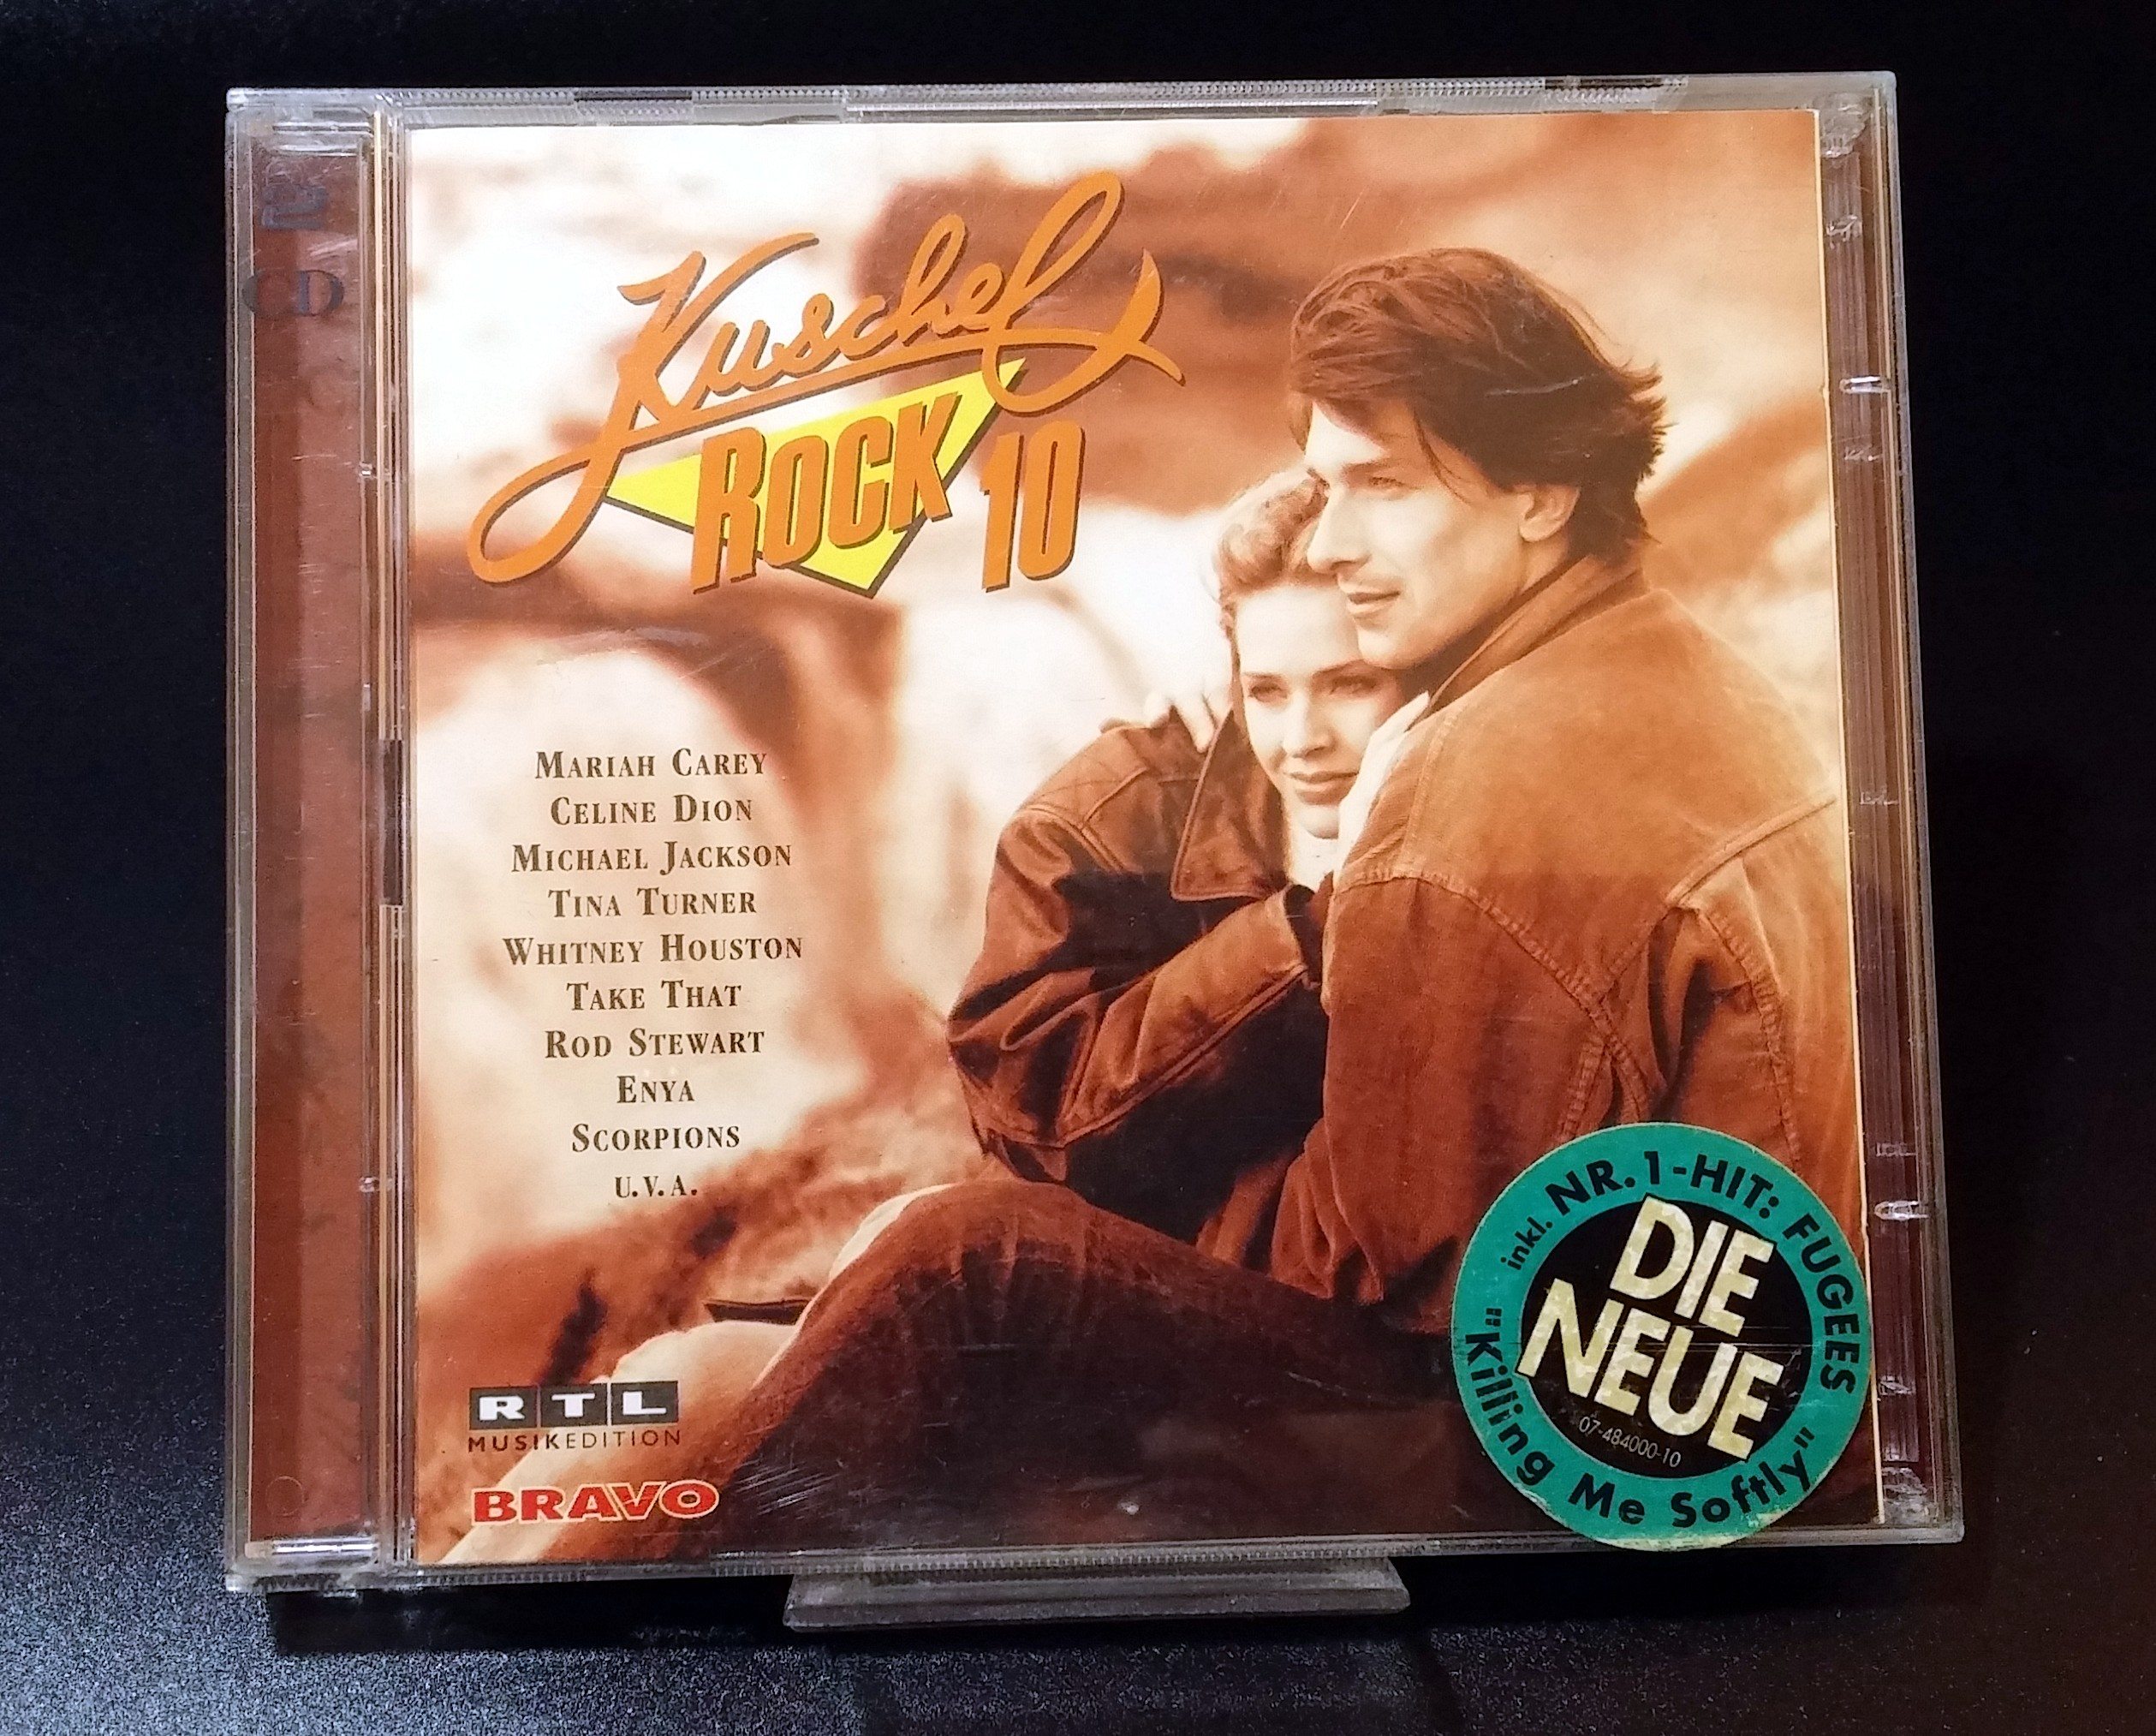 2
CD
Kuschel
ROCK 10
MARIAH CAREY
CELINE DION
MICHAEL JACKSON
TINA TURNER
WHITNEY HOUSTON
TAKE THAT
ROD STEWART
ENYA
SCORPIONS
U.V.A.
RTL
MUSIKEDITION
BRAVO
inkl. NR.1-HIT: FUGEES
"Killing Me Softly"
DIE
NEUE
07-484000-10